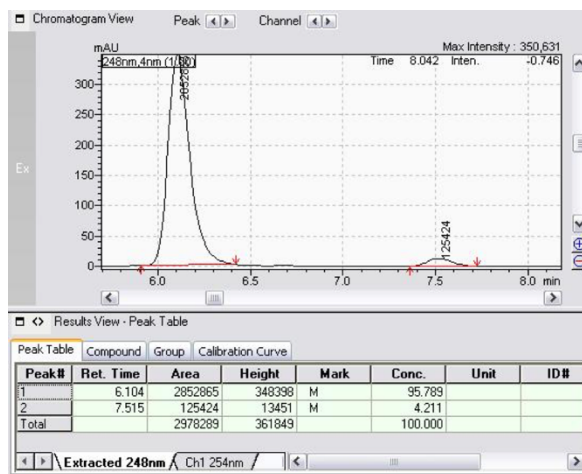 Chromatogram View Peak Channel
mAU
Max Intensity : 350,631
248nm,4nm
Time 8.042 Inten. -0.746
300
250
200
150
100
50
0
125424
6.0 6.5 7.0 7.5 8.0 min
Ex
Results View - Peak Table
Peak Table Compound Group Calibration Curve
Peak# Ret. Time Area Height Mark Conc. Unit ID#
1 6.104 2852865 348398 M 95.789
2 7.515 125424 13451 M 4.211
Total 2978289 361849 100.000
Extracted 248nm Ch1 254nm